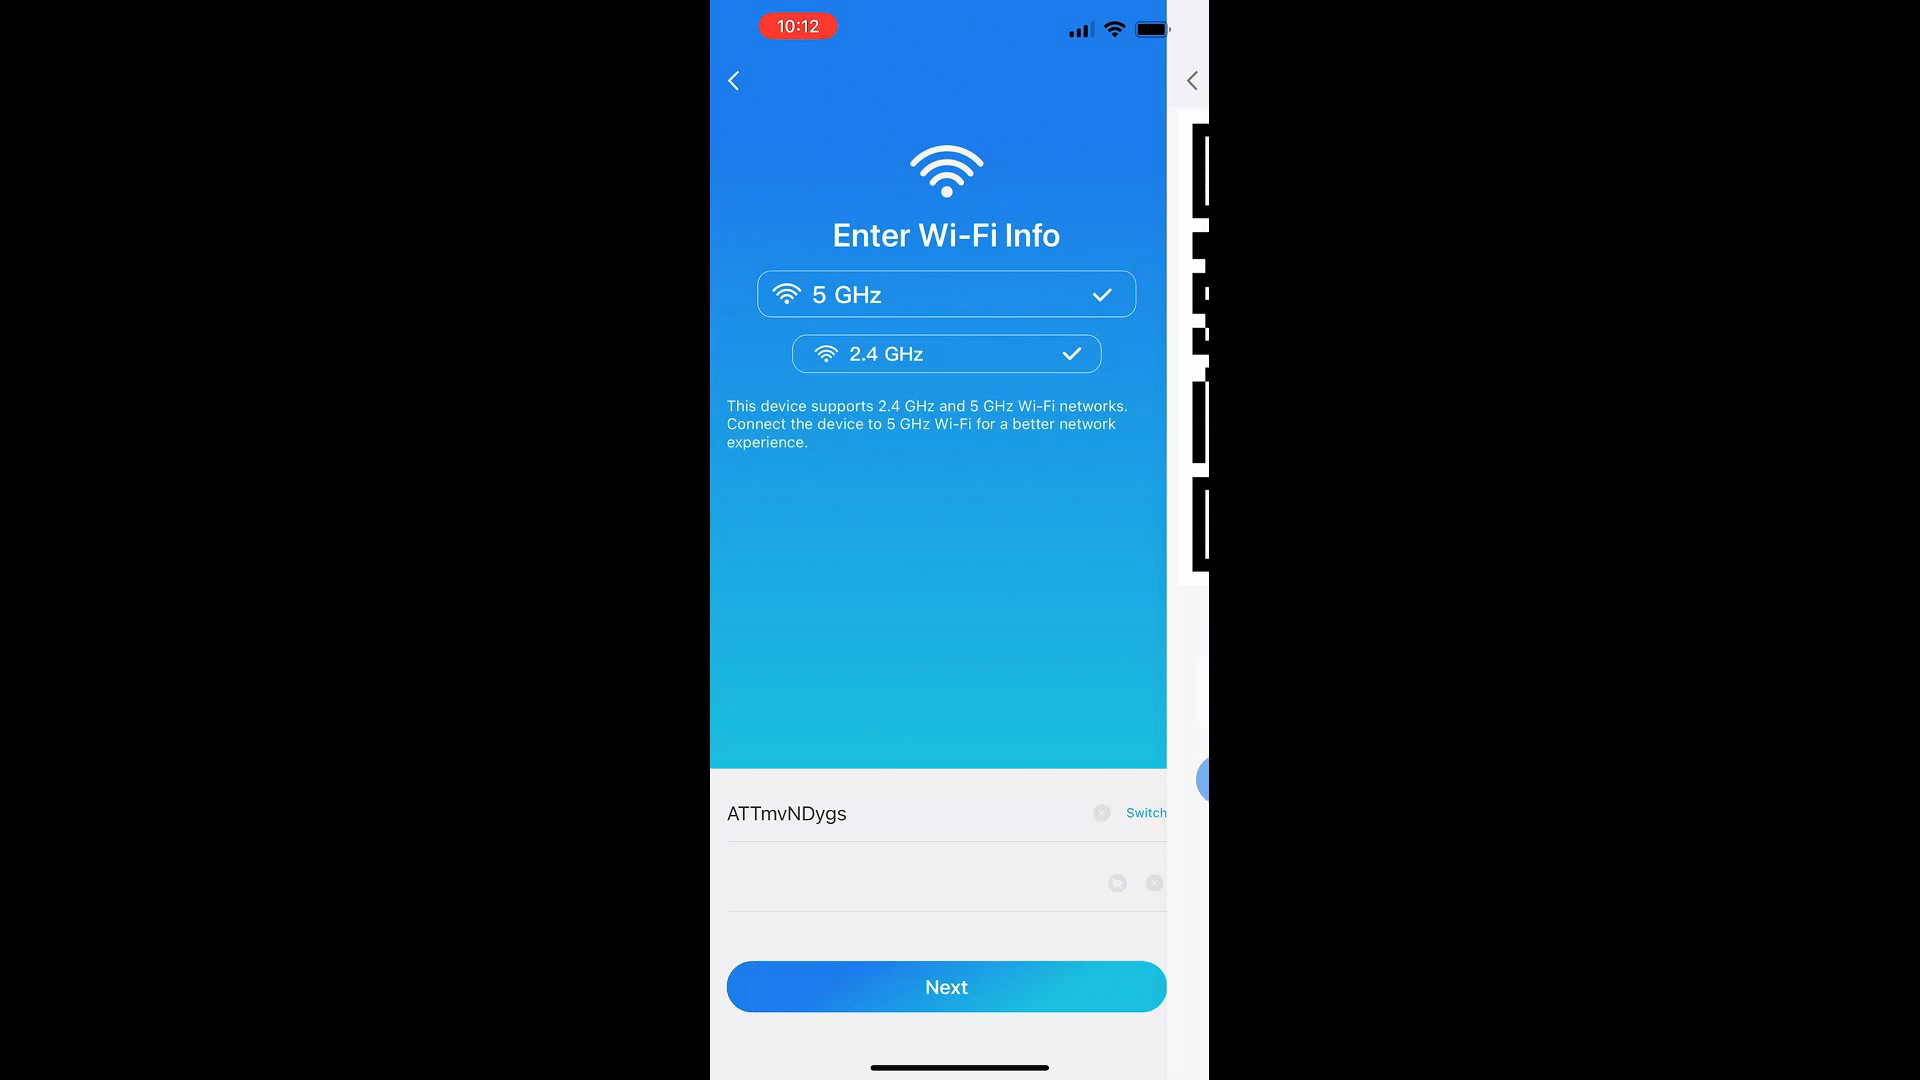 10:12
Enter Wi-Fi Info
5 GHz
2.4 GHz
This device supports 2.4 GHz and 5 GHz Wi-Fi networks.
Connect the device to 5 GHz Wi-Fi for a better network
experience.
ATTmvNDygs
Switch
Next